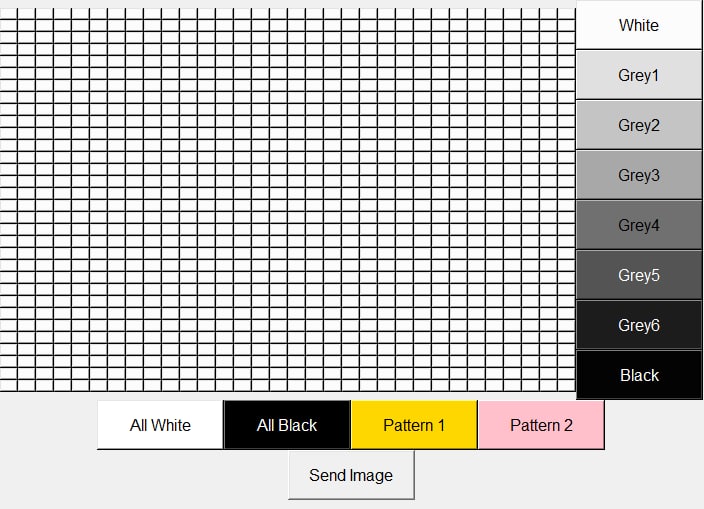 White
Grey1
Grey2
Grey3
Grey4
Grey5
Grey6
Black
All White All Black Pattern 1 Pattern 2
Send Image